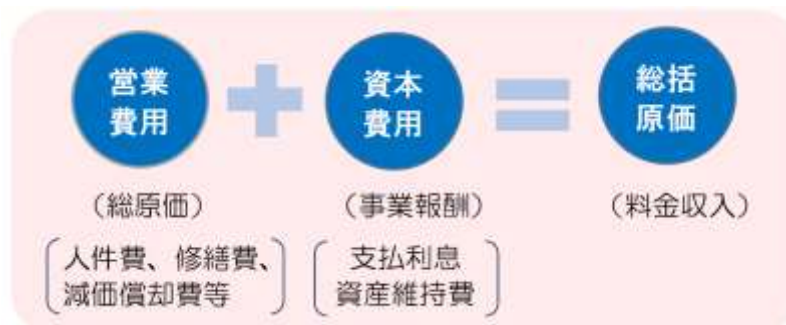 営業
費用
資本
費用
総括
原価
(総原価)
(事業報酬)
(料金収入)
人件費、修繕費、
減価償却費等
支払利息
資産維持費